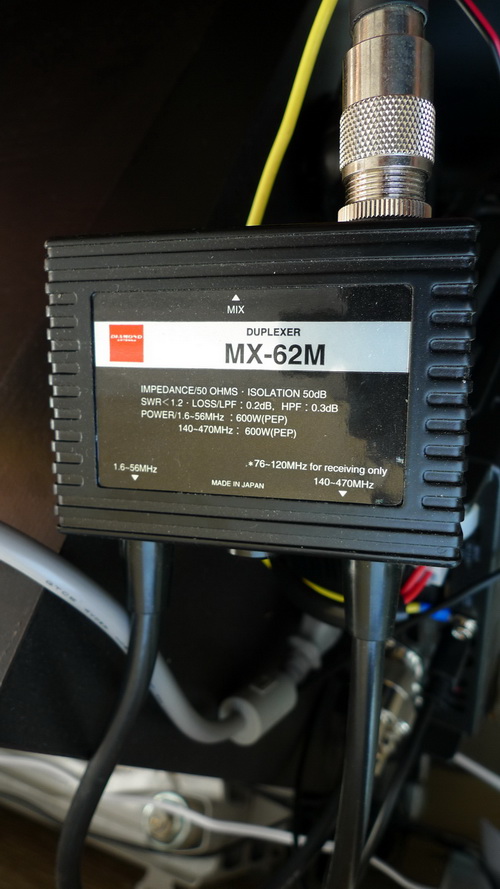 MIX
DUPLEXER
DIAMOND
ANTENNA
MX-62M
IMPEDANCE/50 OHMS · ISOLATION 50dB
SWR<1.2 · LOSS/LPF : 0.2dB, HPF : 0.3dB
POWER/1.6~56MHz : 600W(PEP)
140~470MHz : 600W(PEP)
*76~120MHz for receiving only
1.6~56MHz
140~470MHz
MADE IN JAPAN